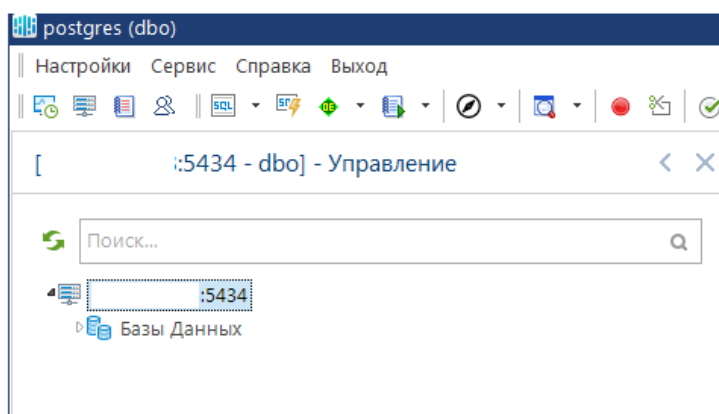 postgres (dbo)
Настройки Сервис Справка Выход
SQL
[ :5434 - dbo] - Управление
Поиск...
:5434
Базы Данных